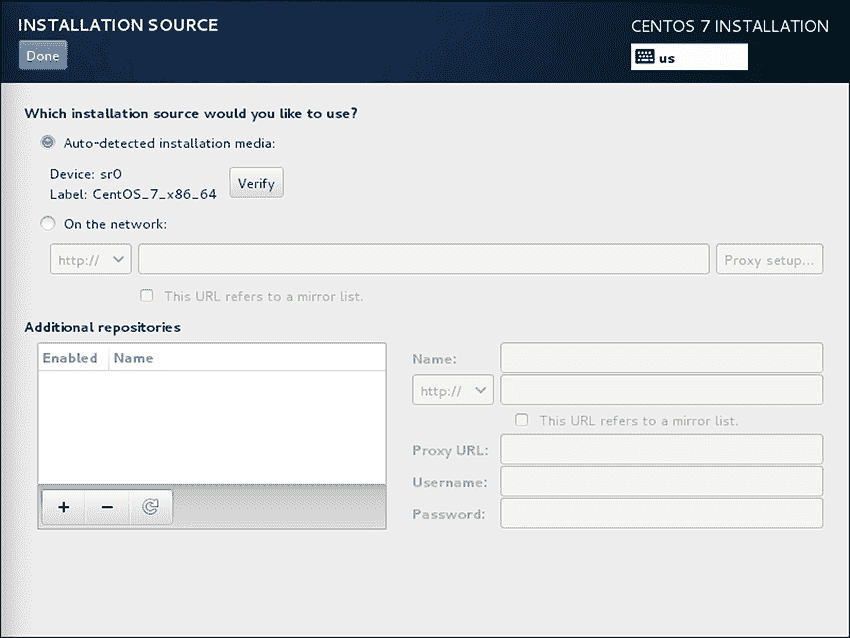 INSTALLATION SOURCE
CENTOS 7 INSTALLATION
Done
us
Which installation source would you like to use?
Auto-detected installation media:
Device: sr0
Label: CentOS_7_x86_64
Verify
On the network:
http://
Proxy setup...
This URL refers to a mirror list.
Additional repositories
Enabled Name
Name:
http://
This URL refers to a mirror list.
Proxy URL:
Username:
Password: